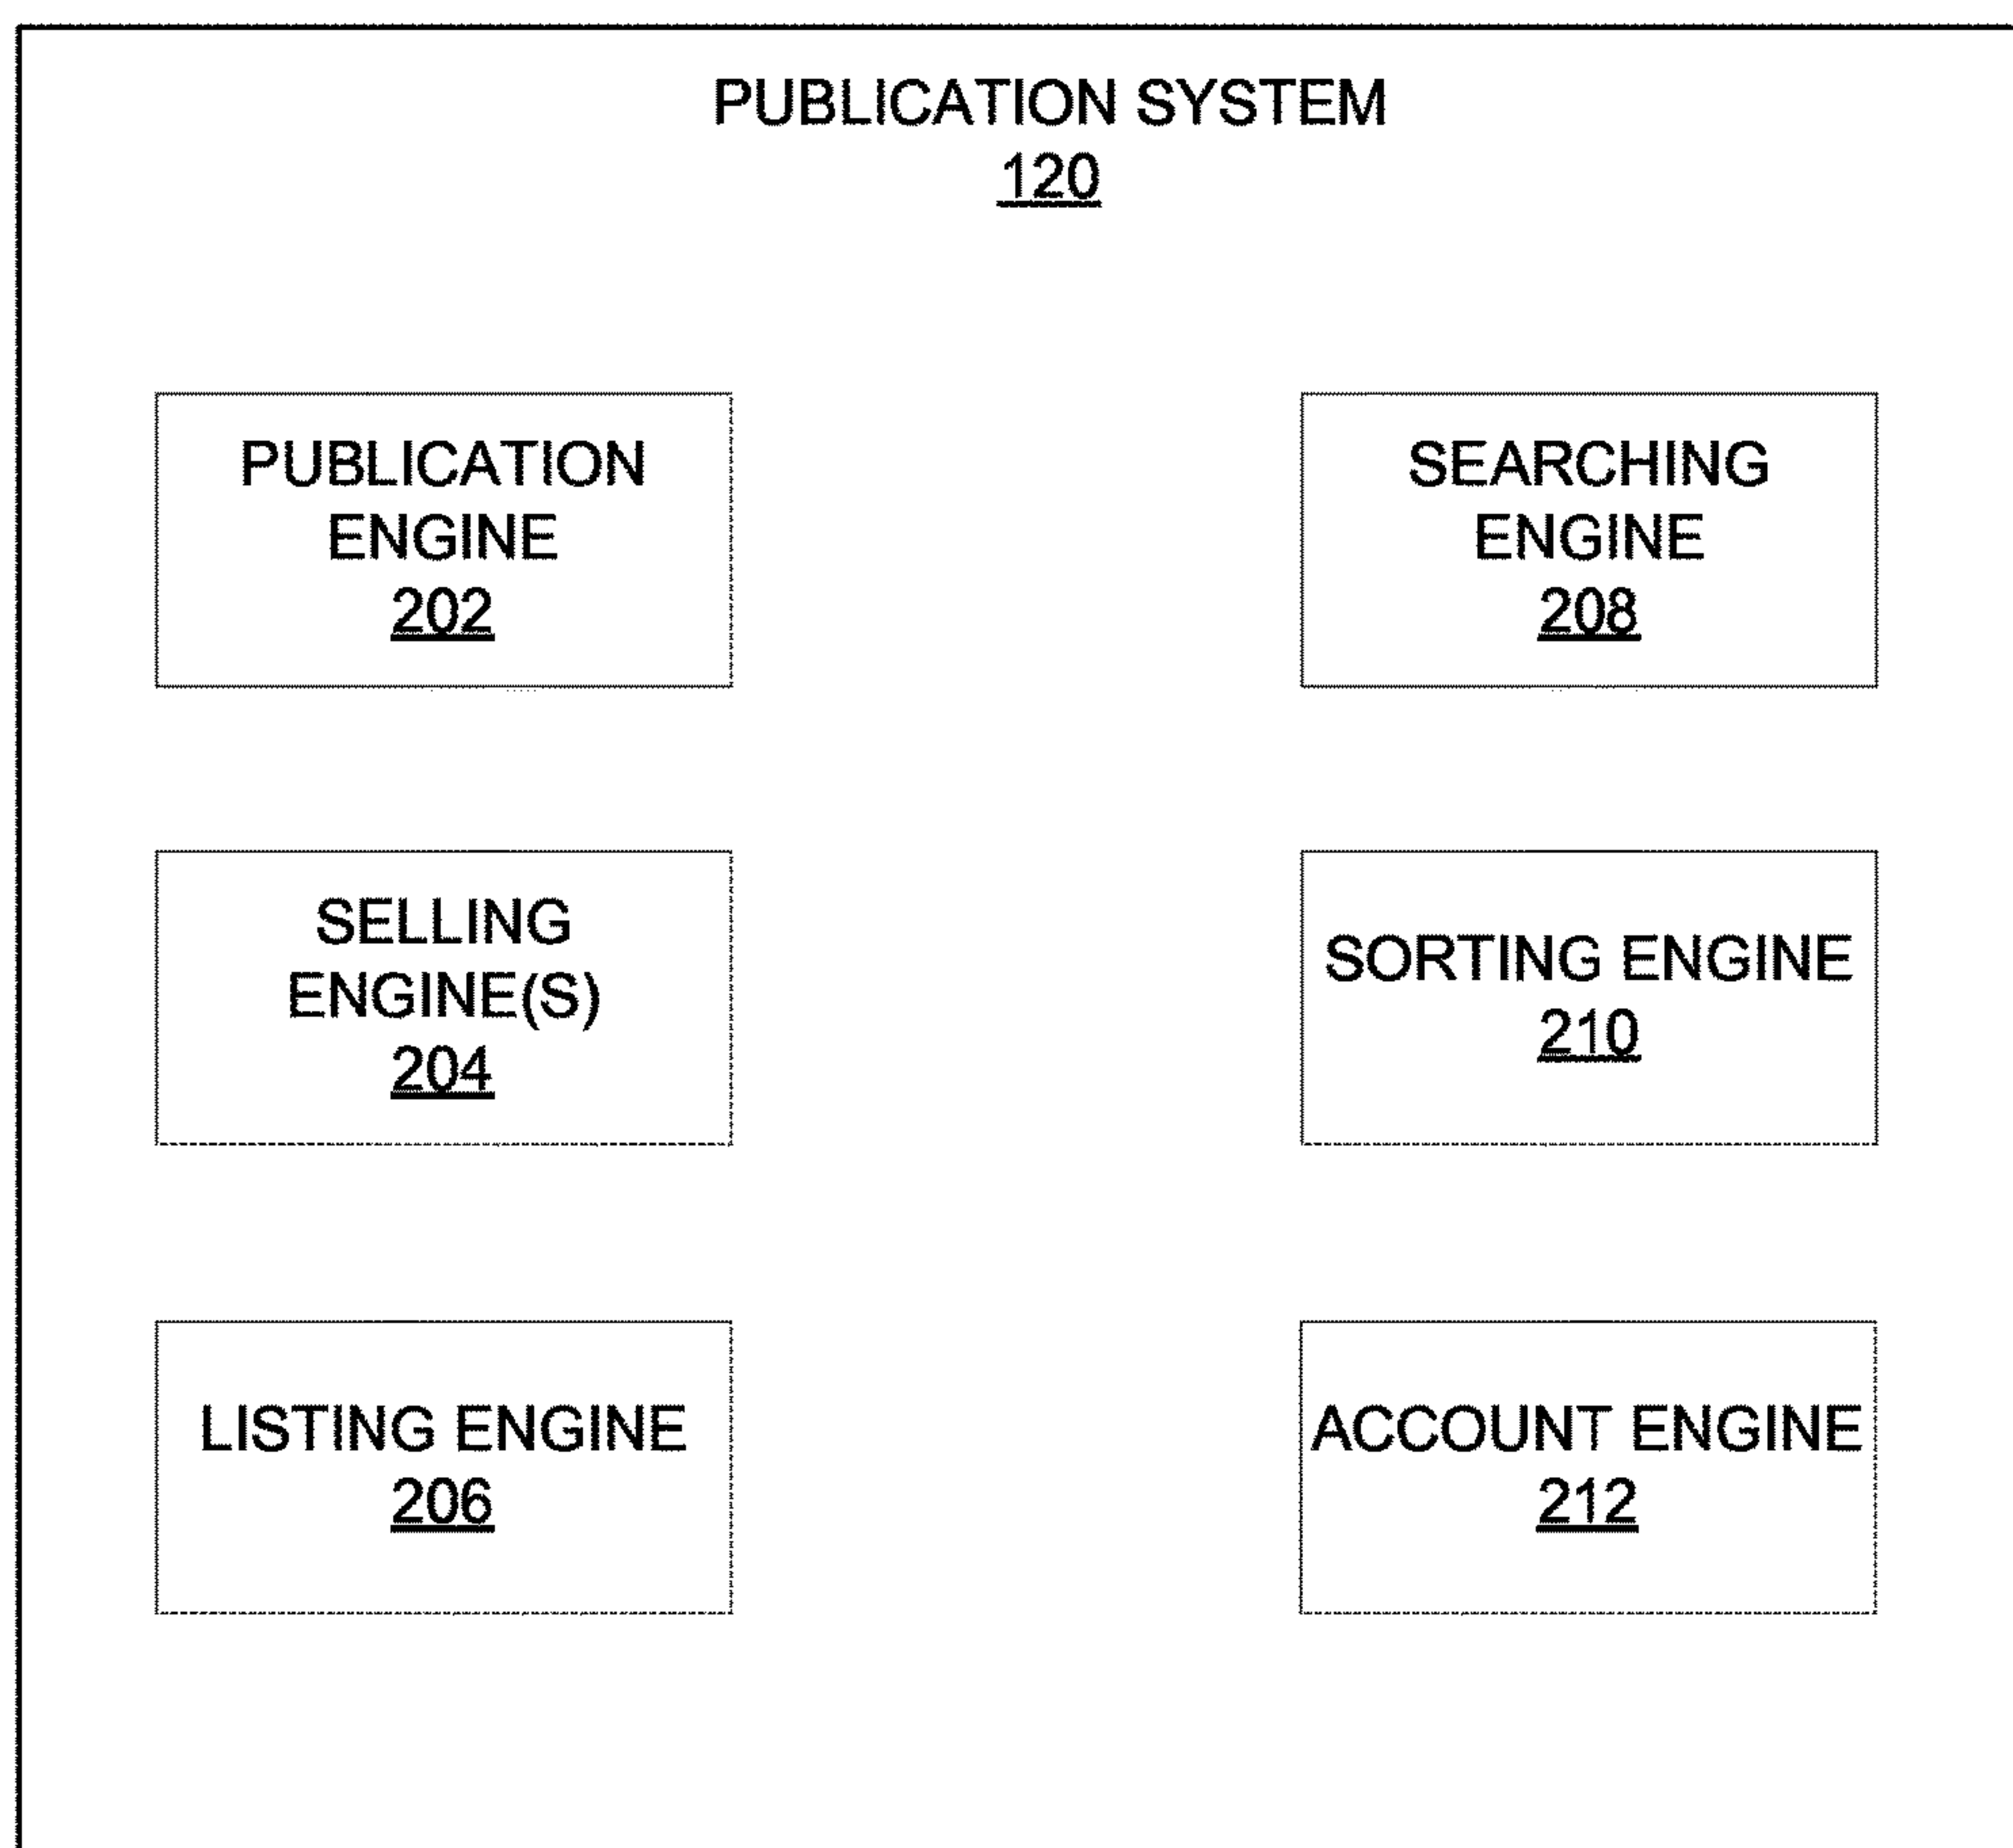 PUBLICATION SYSTEM
120
PUBLICATION
ENGINE
202
SEARCHING
ENGINE
208
SELLING
ENGINE(S)
204
SORTING ENGINE
210
LISTING ENGINE
206
ACCOUNT ENGINE
212